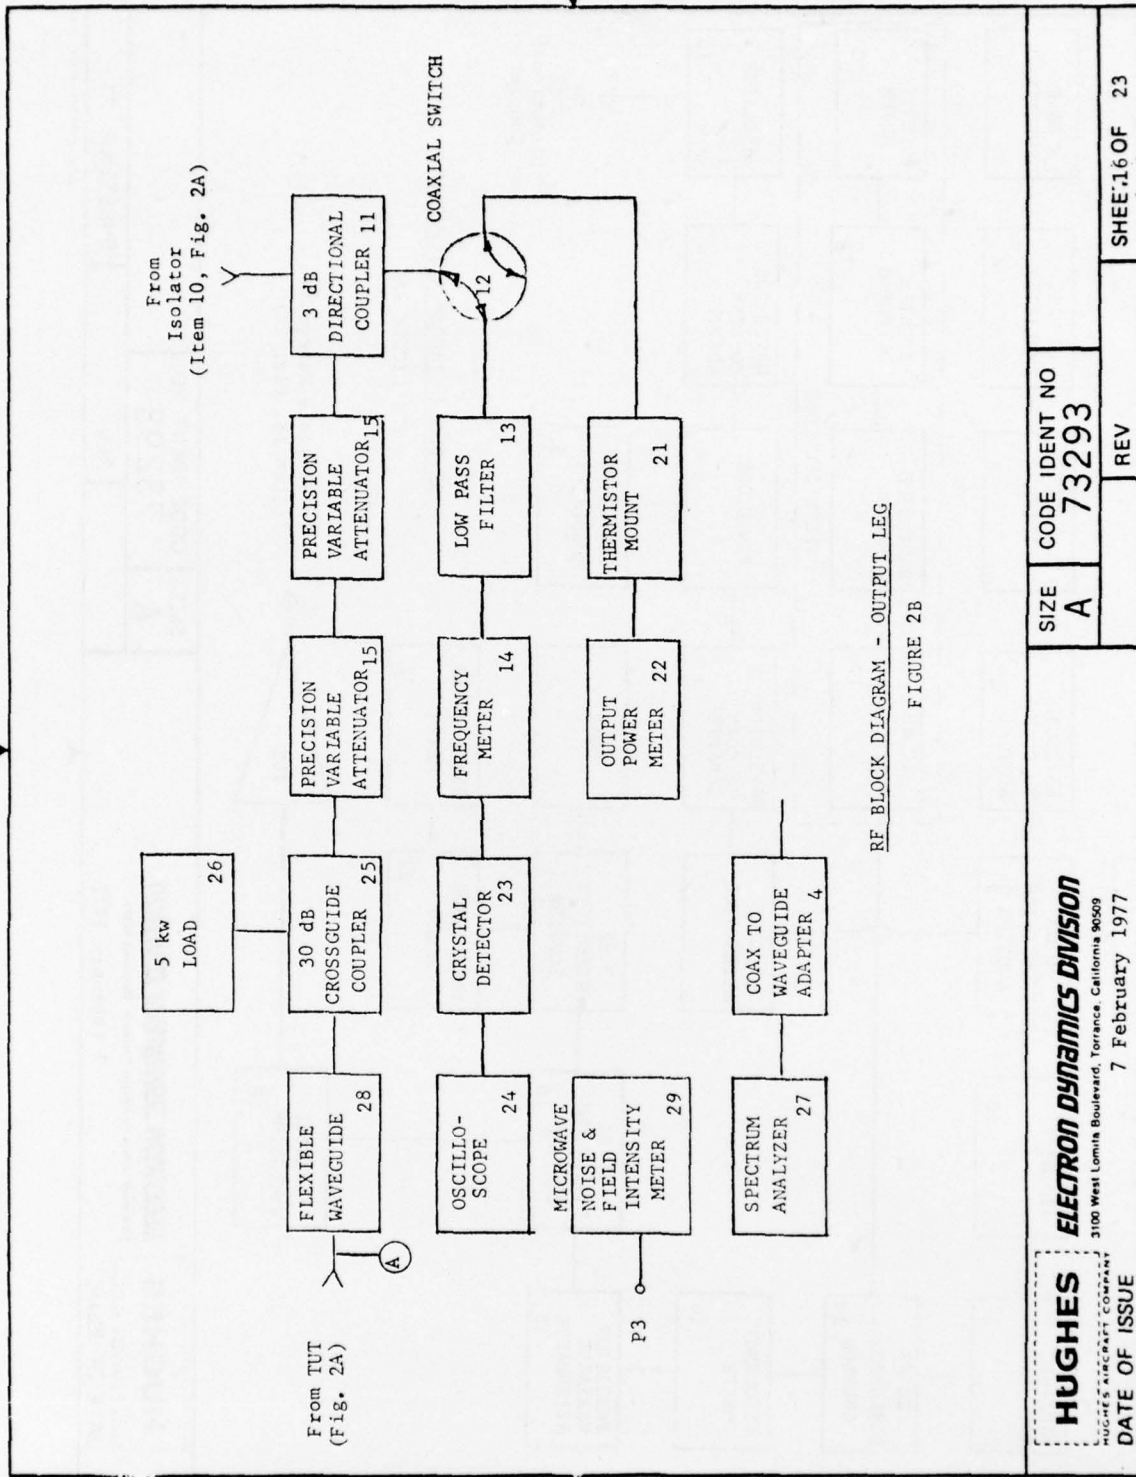 From
Isolator
(Item 10, Fig. 2A)
5 kw
LOAD
26
From TUT
(Fig. 2A)
A
FLEXIBLE
WAVEGUIDE
28
30 dB
CROSSGUIDE
COUPLER 25
PRECISION
VARIABLE
ATTENUATOR 15
PRECISION
VARIABLE
ATTENUATOR 15
3 dB
DIRECTIONAL
COUPLER 11
COAXIAL SWITCH
12
OSCILLO-
SCOPE
24
CRYSTAL
DETECTOR
23
FREQUENCY
METER
14
LOW PASS
FILTER
13
P3
MICROWAVE
NOISE &
FIELD
INTENSITY
METER 29
OUTPUT
POWER
METER 22
THERMISTOR
MOUNT
21
SPECTRUM
ANALYZER
27
COAX TO
WAVEGUIDE
ADAPTER 4
RF BLOCK DIAGRAM - OUTPUT LEG
FIGURE 2B
HUGHES
HUGHES AIRCRAFT COMPANY
ELECTRON DYNAMICS DIVISION
3100 West Lomita Boulevard, Torrance, California 90509
DATE OF ISSUE 7 February 1977
SIZE
A
CODE IDENT NO
73293
REV
SHEET 16 OF 23